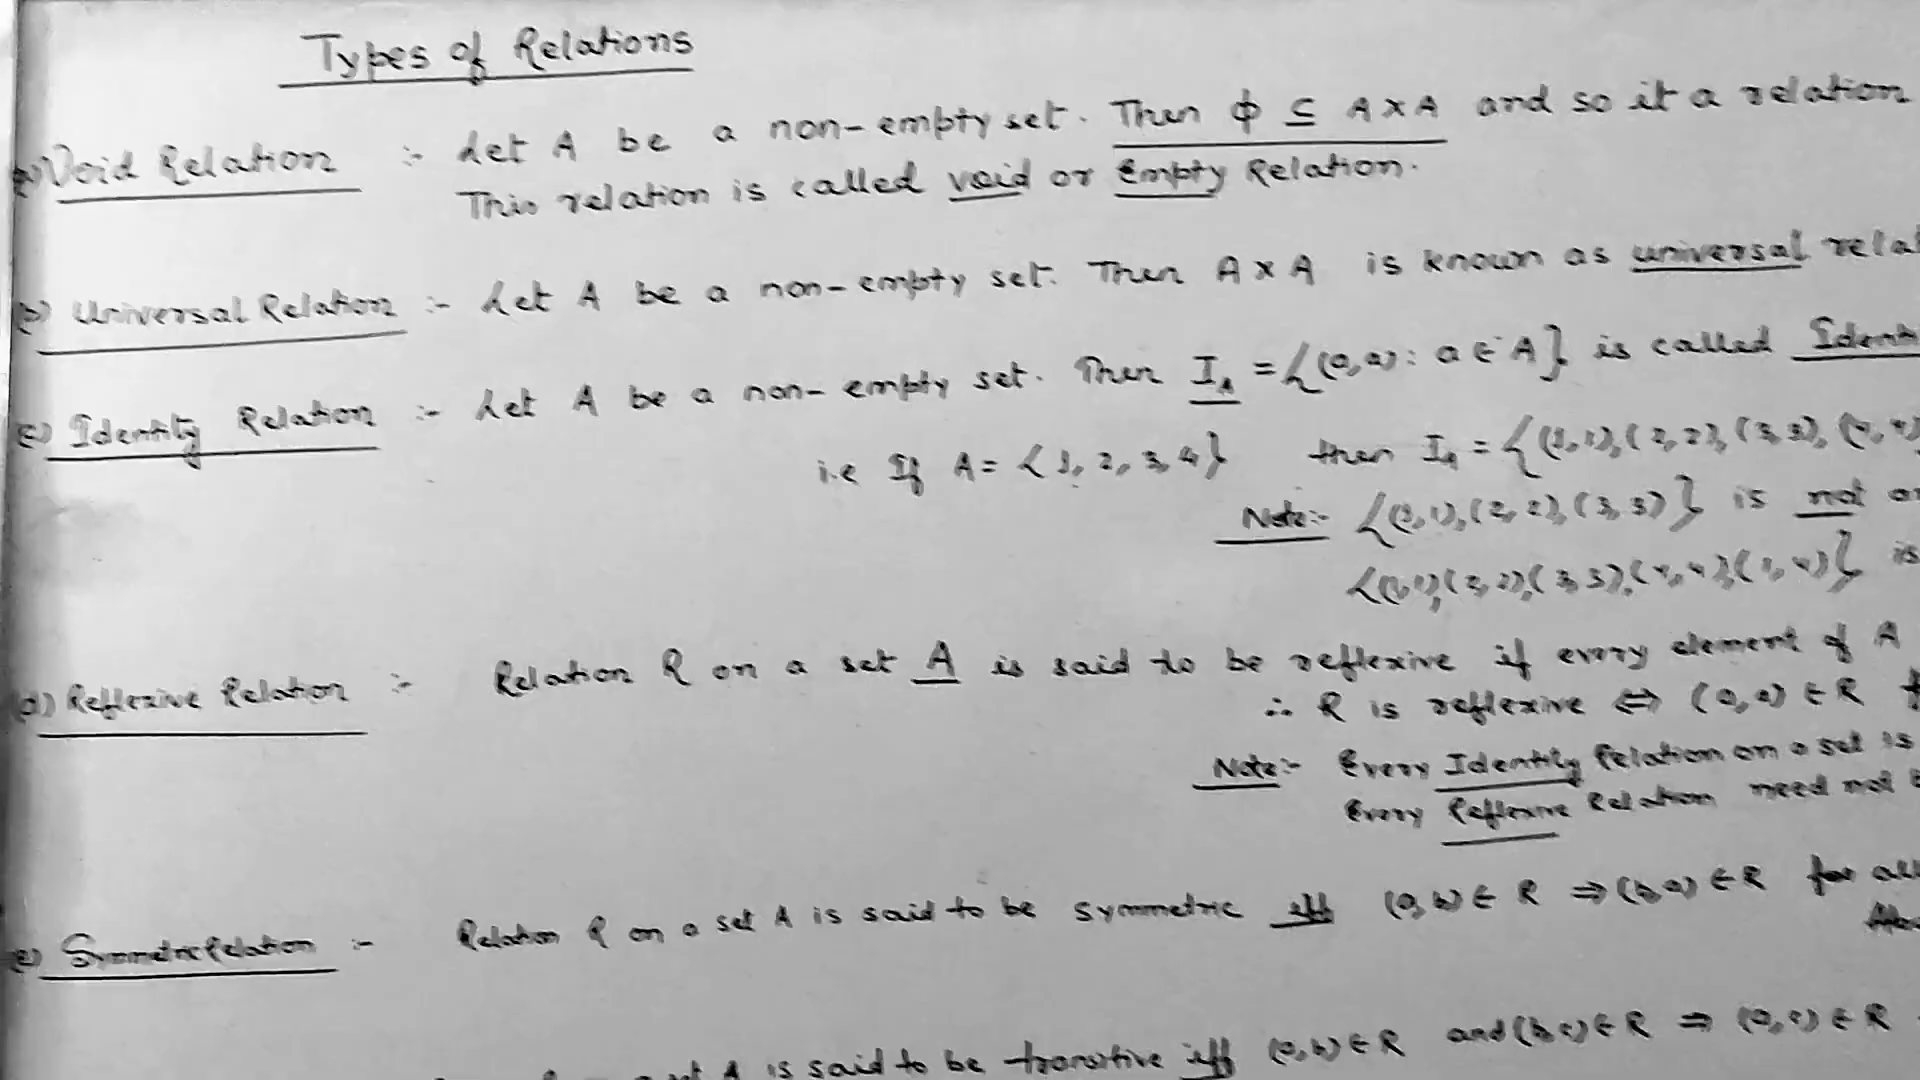 Types of Relations
(a) Void Relation :- Let A be a non-empty set. Then ϕ ⊆ A x A and so it a relation
This relation is called void or Empty Relation.
(b) Universal Relation :- Let A be a non-empty set. Then A x A is known as universal
(c) Identity Relation :- Let A be a non-empty set. Then I_A = {(a,a): a ∈ A} is called
i.e If A = {1, 2, 3, 4} then I_A = {(1,1), (2,2), (3,3), (4,4)
Note:- {(1,1), (2,2), (3,3)} is not
{(1,1), (2,2), (3,3), (4,4), (1,4)} is
(d) Reflexive Relation :- Relation R on a set A is said to be reflexive if every element of A
∴ R is reflexive ⇔ (a,a) ∈ R
Note:- Every Identity Relation on a set is
Every Reflexive Relation need not
(e) Symmetric Relation :- Relation R on a set A is said to be symmetric iff (a,b) ∈ R ⇒ (b,a) ∈ R for all
set A is said to be transitive iff (a,b) ∈ R and (b,c) ∈ R ⇒ (a,c) ∈ R